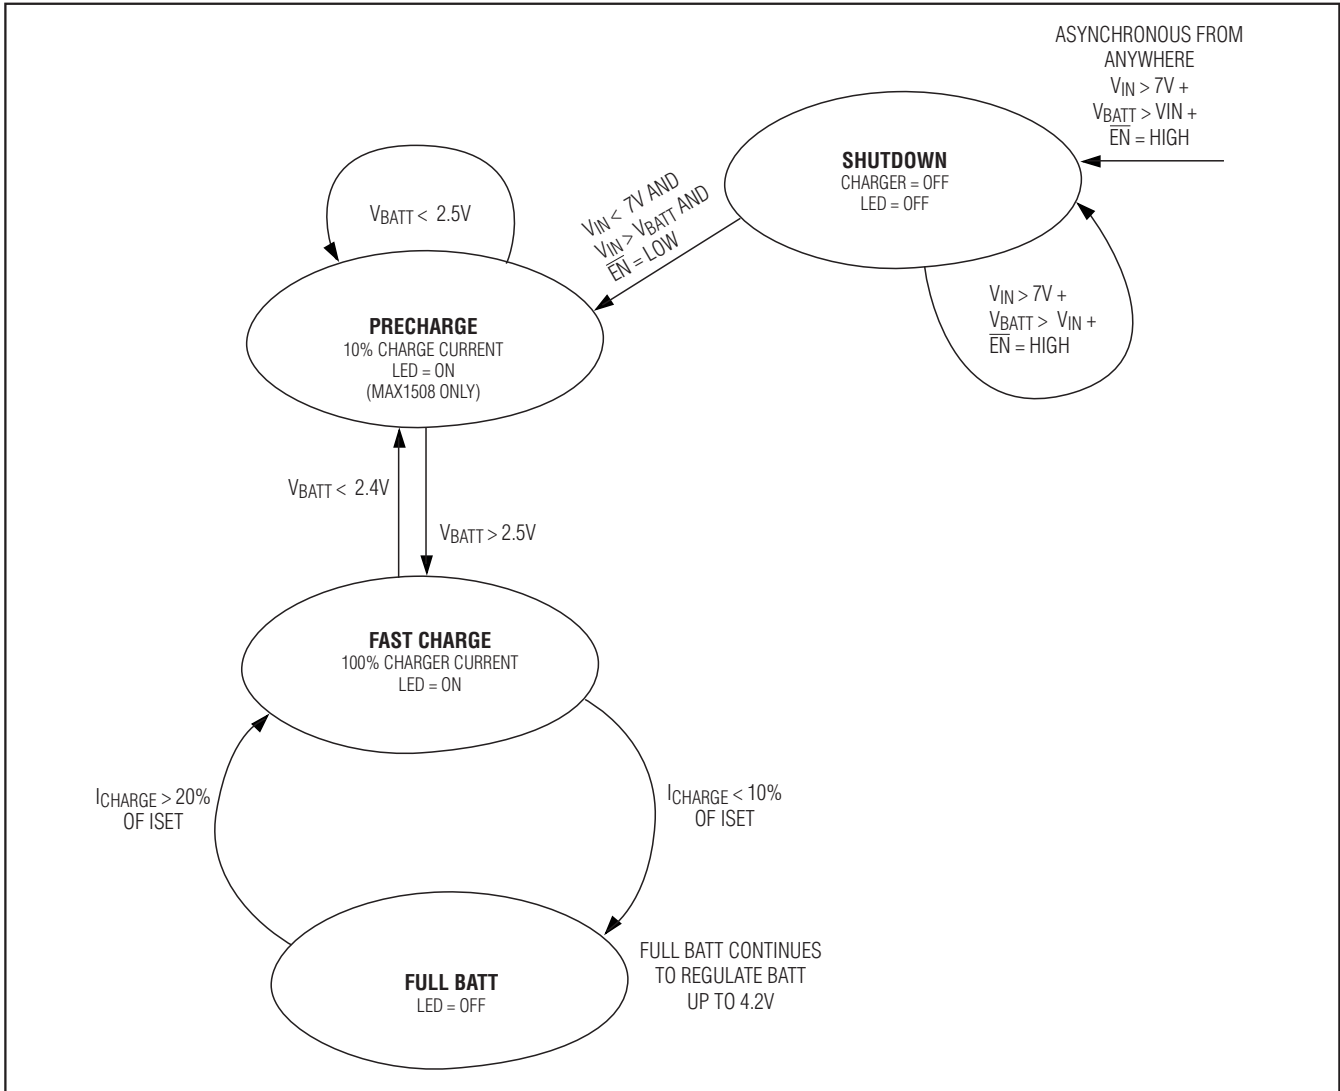 ASYNCHRONOUS FROM
ANYWHERE
VIN > 7V +
VBATT > VIN +
E̅N̅ = HIGH
SHUTDOWN
CHARGER = OFF
LED = OFF
VBATT < 2.5V
VIN < 7V AND
VIN > VBATT AND
E̅N̅ = LOW
VIN > 7V +
VBATT > VIN +
E̅N̅ = HIGH
PRECHARGE
10% CHARGE CURRENT
LED = ON
(MAX1508 ONLY)
VBATT < 2.4V
VBATT > 2.5V
FAST CHARGE
100% CHARGER CURRENT
LED = ON
ICHARGE > 20%
OF ISET
ICHARGE < 10%
OF ISET
FULL BATT
LED = OFF
FULL BATT CONTINUES
TO REGULATE BATT
UP TO 4.2V